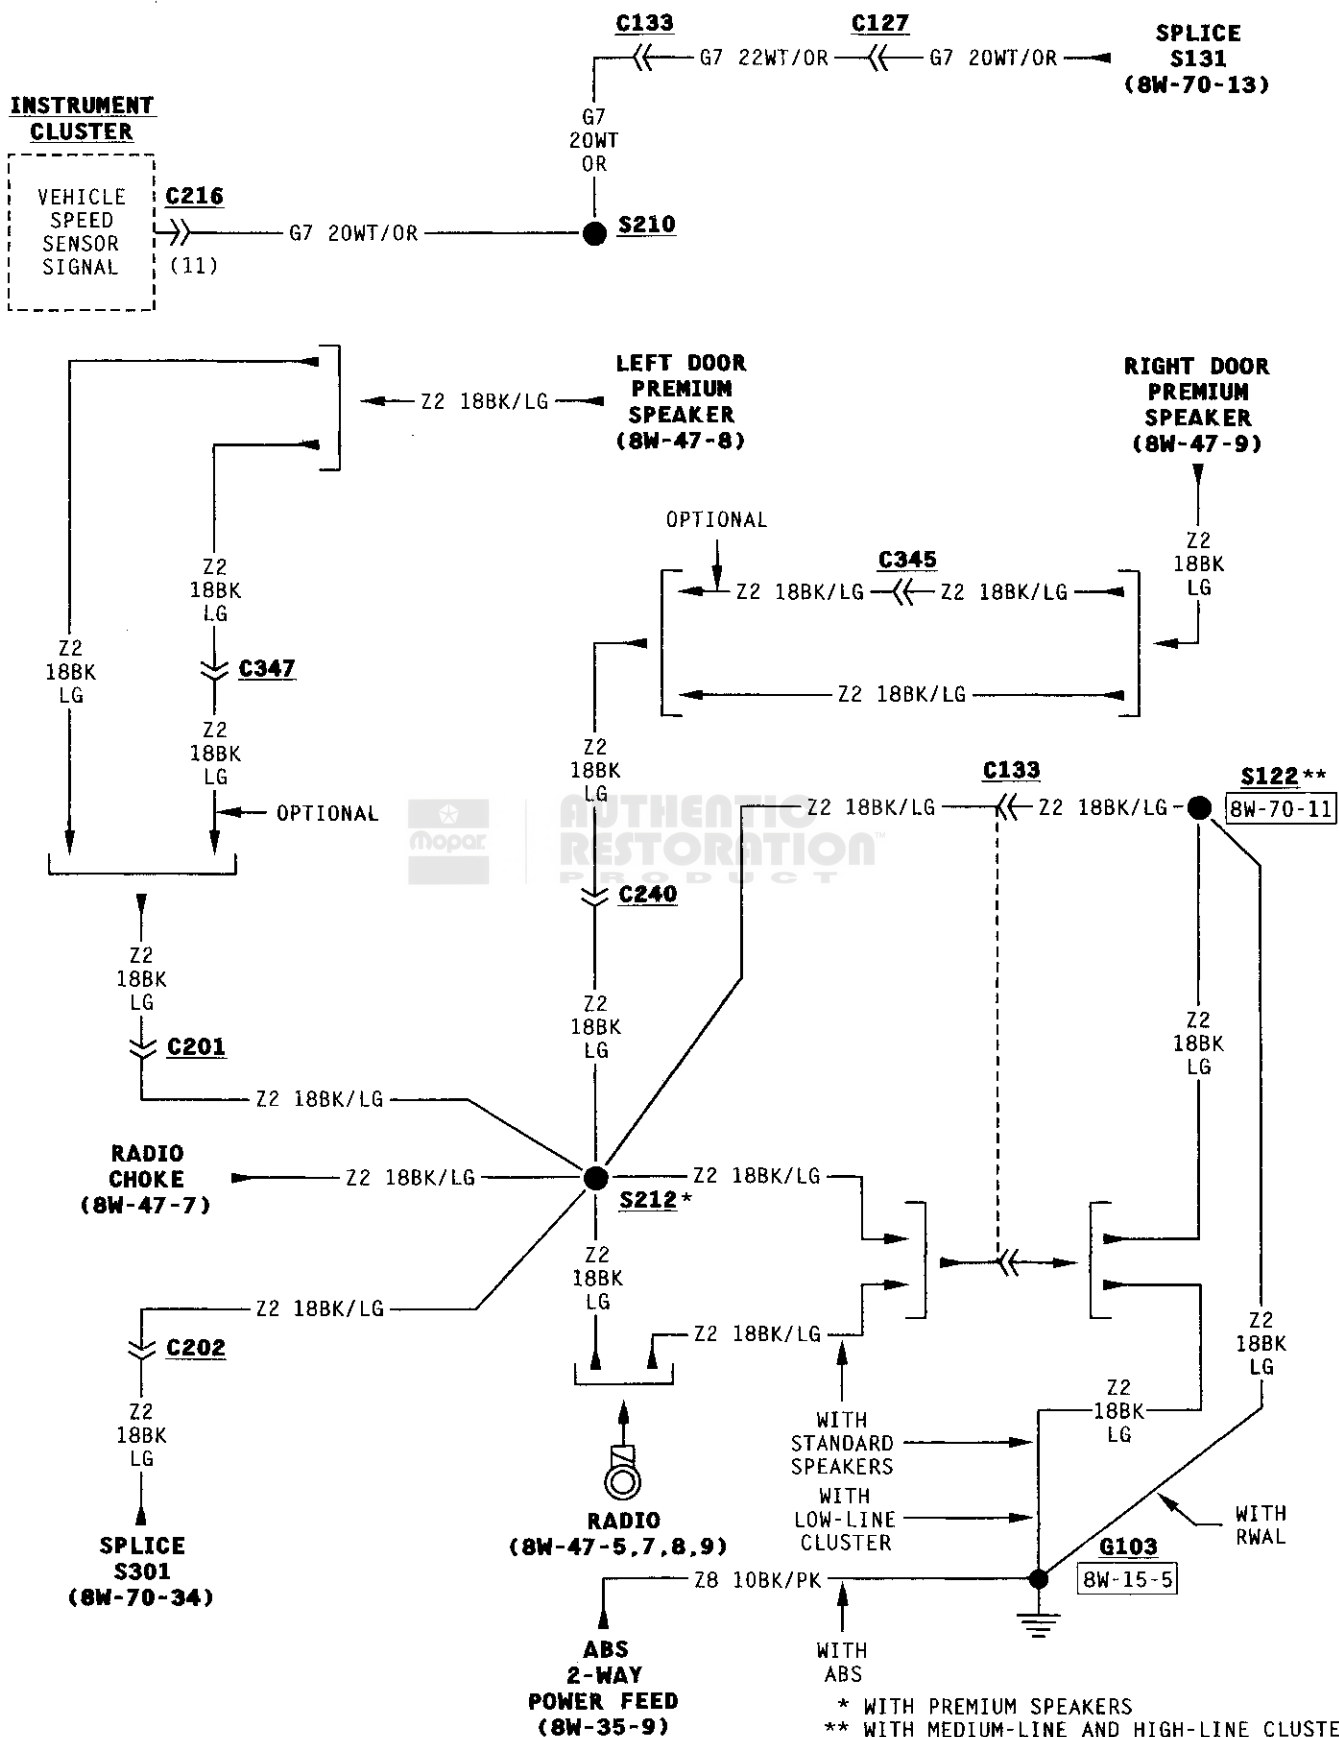 C133
C127
SPLICE
S131
(8W-70-13)
G7 22WT/OR
G7 20WT/OR
G7
20WT
OR
INSTRUMENT
CLUSTER
VEHICLE
SPEED
SENSOR
SIGNAL
C216
(11)
G7 20WT/OR
S210
LEFT DOOR
PREMIUM
SPEAKER
(8W-47-8)
Z2 18BK/LG
RIGHT DOOR
PREMIUM
SPEAKER
(8W-47-9)
OPTIONAL
Z2
18BK
LG
C345
Z2 18BK/LG
Z2 18BK/LG
Z2
18BK
LG
Z2
18BK
LG
C347
Z2 18BK/LG
Z2
18BK
LG
Z2
18BK
LG
OPTIONAL
C133
S122**
8W-70-11
Z2 18BK/LG
Z2 18BK/LG
Mopar
AUTHENTIC
RESTORATION™
PRODUCT
C240
Z2
18BK
LG
Z2
18BK
LG
Z2
18BK
LG
C201
Z2 18BK/LG
RADIO
CHOKE
(8W-47-7)
Z2 18BK/LG
S212*
Z2 18BK/LG
Z2
18BK
LG
Z2 18BK/LG
C202
Z2 18BK/LG
Z2
18BK
LG
Z2
18BK
LG
Z2
18BK
LG
WITH
STANDARD
SPEAKERS
WITH
LOW-LINE
CLUSTER
WITH
RWAL
SPLICE
S301
(8W-70-34)
RADIO
(8W-47-5,7,8,9)
G103
8W-15-5
Z8 10BK/PK
ABS
2-WAY
POWER FEED
(8W-35-9)
WITH
ABS
* WITH PREMIUM SPEAKERS
** WITH MEDIUM-LINE AND HIGH-LINE CLUSTE